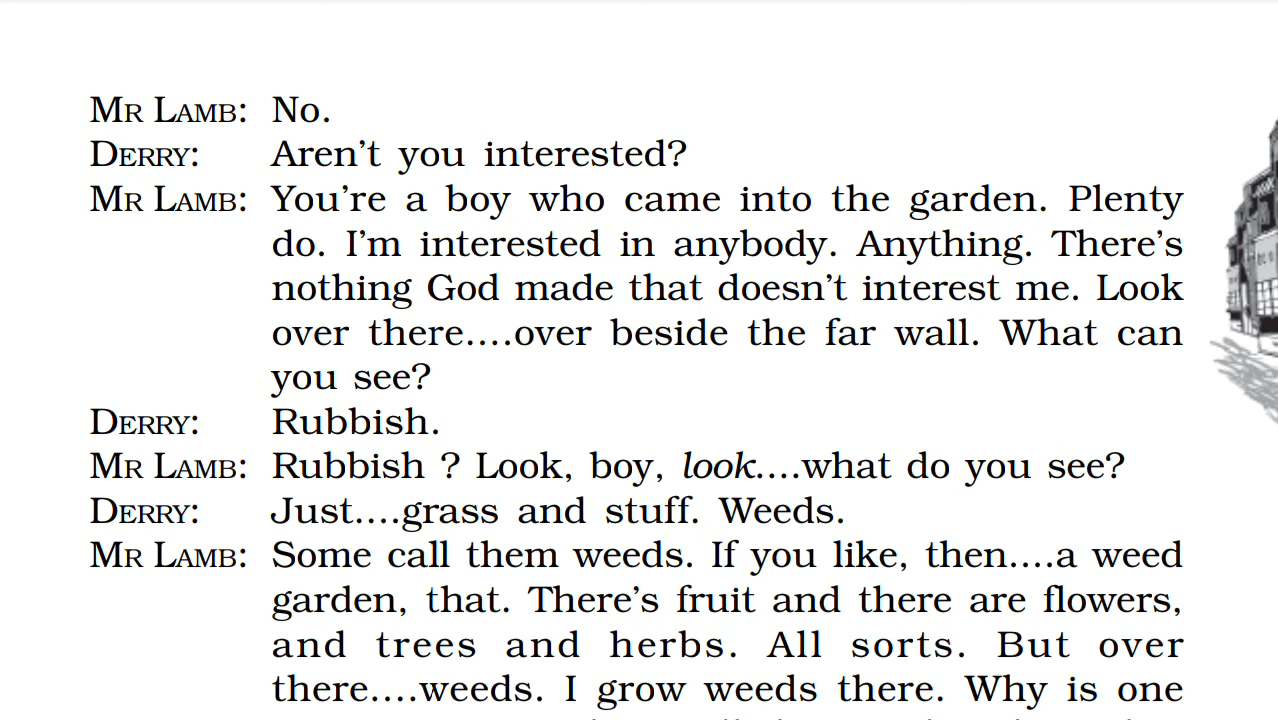 MR LAMB: No.
DERRY: Aren't you interested?
MR LAMB: You're a boy who came into the garden. Plenty
do. I'm interested in anybody. Anything. There's
nothing God made that doesn't interest me. Look
over there....over beside the far wall. What can
you see?
DERRY: Rubbish.
MR LAMB: Rubbish ? Look, boy, look....what do you see?
DERRY: Just....grass and stuff. Weeds.
MR LAMB: Some call them weeds. If you like, then....a weed
garden, that. There's fruit and there are flowers,
and trees and herbs. All sorts. But over
there....weeds. I grow weeds there. Why is one